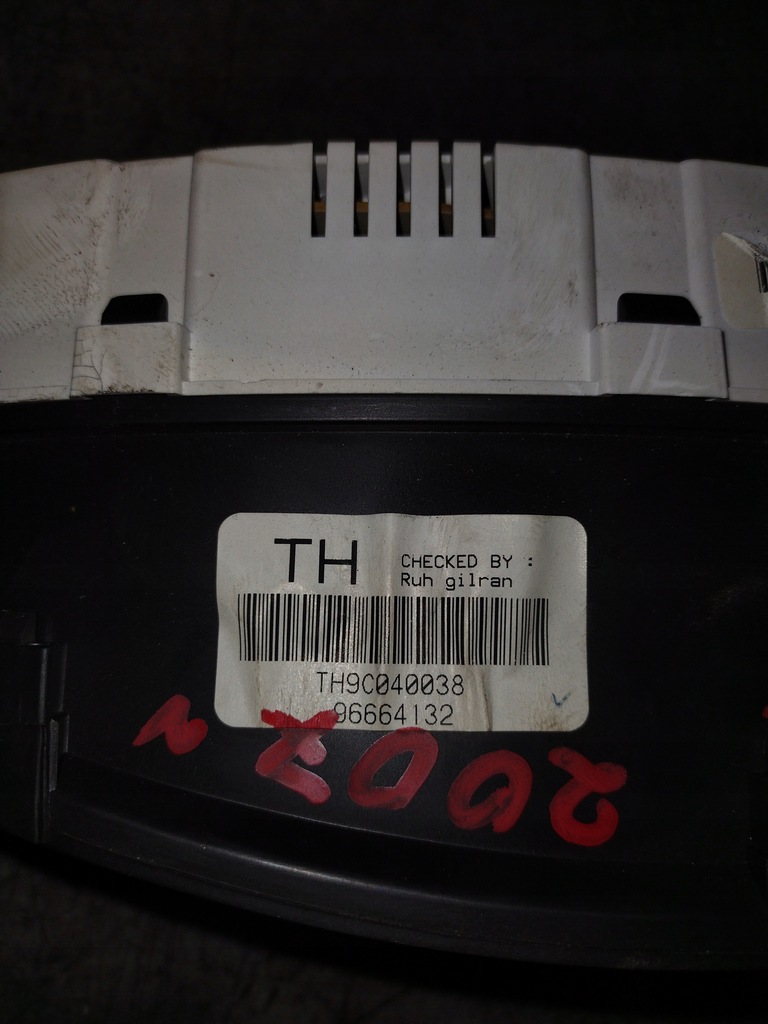 TH
CHECKED BY :
Ruh gilran
TH9C040038
96664132